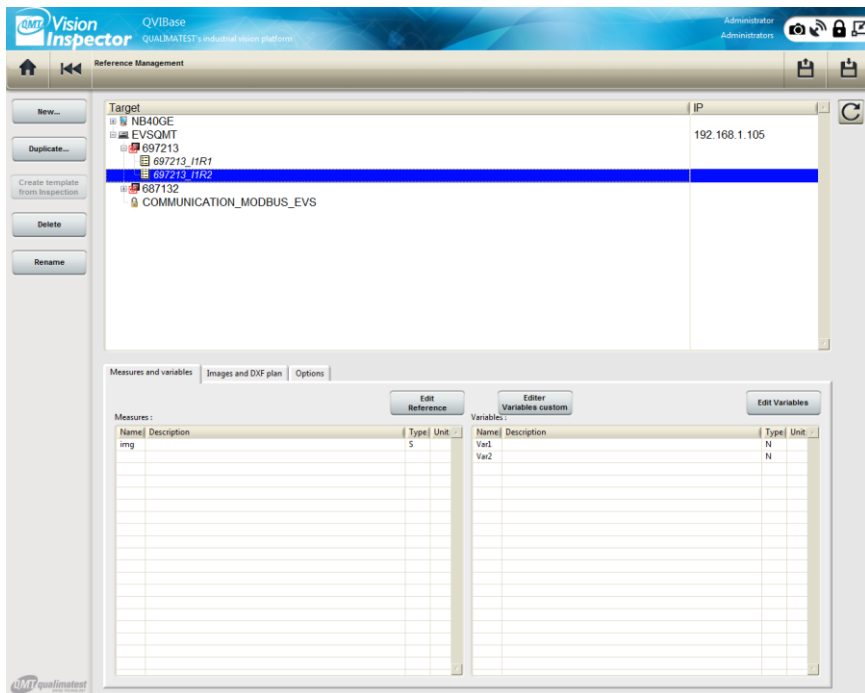 QMT Vision Inspector
QVIBase
QUALIMATEST's industrial vision platform
Administrator
Administrators
Reference Management
New...
Duplicate...
Create template from Inspection
Delete
Rename
Target IP
NB40GE
EVSQMT 192.168.1.105
697213
697213_I1R1
697213_I1R2
687132
COMMUNICATION_MODBUS_EVS
Measures and variables Images and DXF plan Options
Edit Reference
Editer Variables custom
Edit Variables
Measures :
Variables :
Name Description Type Unit
img S
Name Description Type Unit
Var1 N
Var2 N
QMT qualimatest